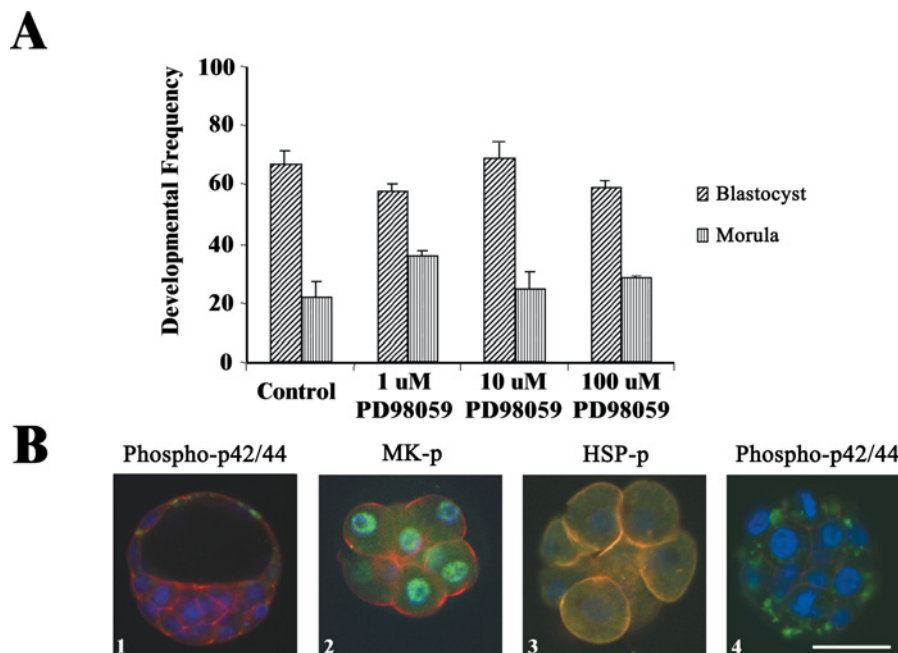 A
100
80
60
40
20
0
Developmental Frequency
Blastocyst
Morula
Control
1 uM
PD98059
10 uM
PD98059
100 uM
PD98059
B
Phospho-p42/44
MK-p
HSP-p
Phospho-p42/44
1
2
3
4